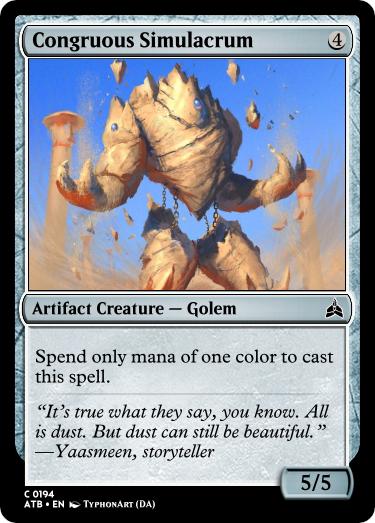 Congruous Simulacrum 4
Artifact Creature — Golem
Spend only mana of one color to cast
this spell.
“It’s true what they say, you know. All
is dust. But dust can still be beautiful.”
—Yaasmeen, storyteller
5/5
C 0194
ATB • EN TyphonArt (DA)